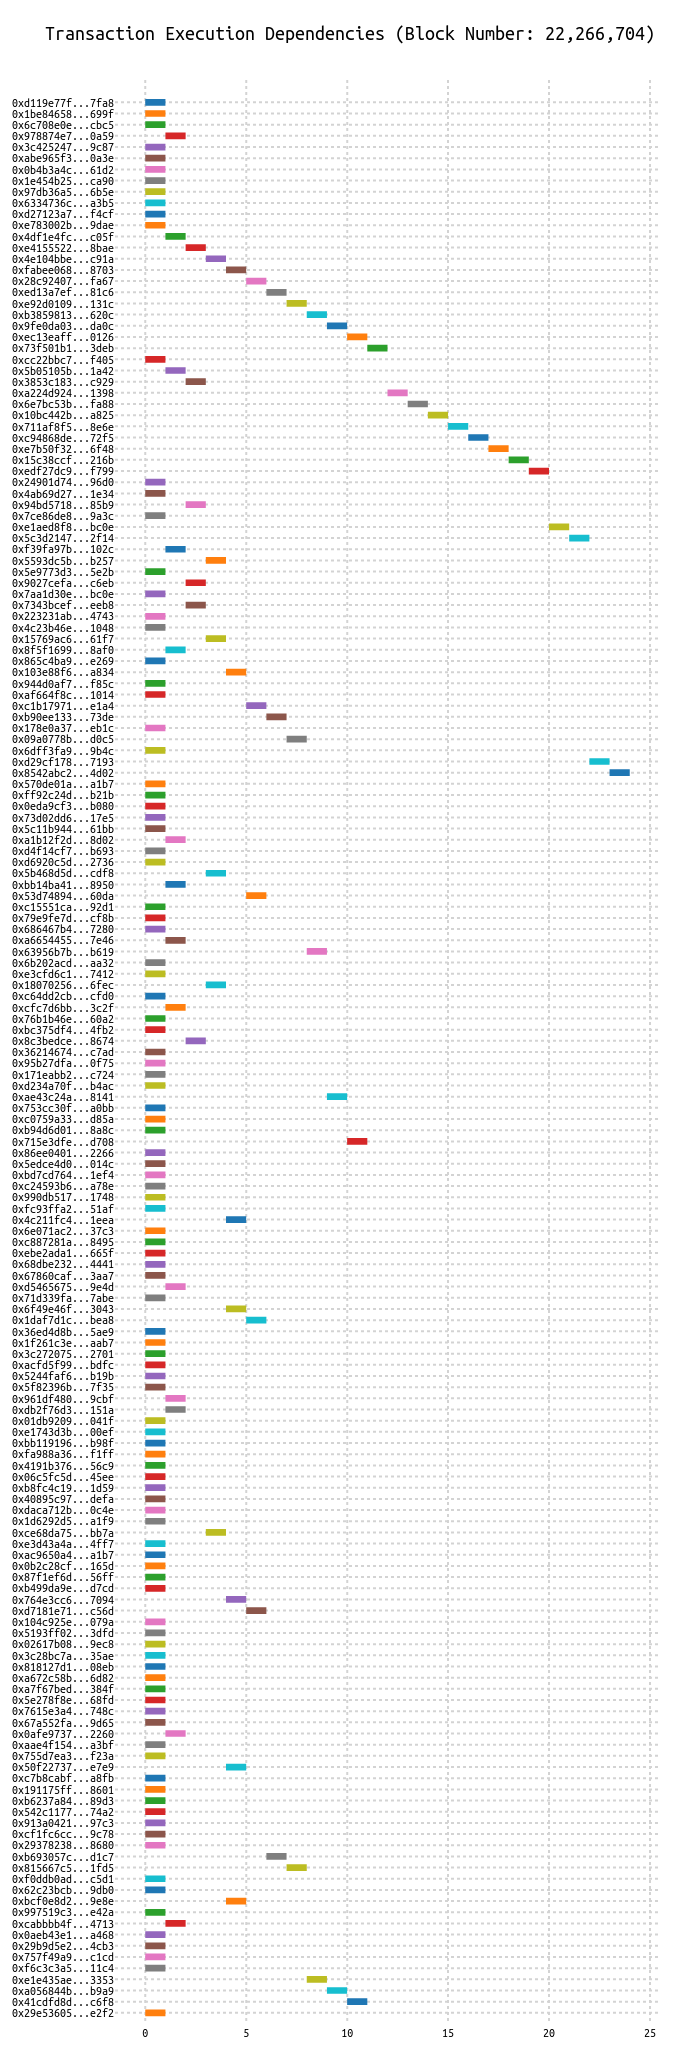 Transaction Execution Dependencies (Block Number: 22,266,704)
0xd119e77f...7fa8
0x1be84658...699f
0x6c708e0e...cbc5
0x978874e7...0a59
0x3c425247...9c87
0xabe965f3...0a3e
0x0b4b3a4c...61d2
0x1e454b25...ca90
0x97db36a5...6b5e
0x6334736c...a3b5
0xd27123a7...f4cf
0xe783002b...9dae
0x4df1e4fc...c05f
0xe4155522...8bae
0x4e104bbe...c91a
0xfabee068...8703
0x28c92407...fa67
0xed13a7ef...81c6
0xe92d0109...131c
0xb3859813...620c
0x9fe0da03...da0c
0xec13eaff...0126
0x73f501b1...3deb
0xcc22bbc7...f405
0x5b05105b...1a42
0x3853c183...c929
0xa224d924...1398
0x6e7bc53b...fa88
0x10bc442b...a825
0x711af8f5...8e6e
0xc94868de...72f5
0xe7b50f32...6f48
0x15c38ccf...216b
0xedf27dc9...f799
0x24901d74...96d0
0x4ab69d27...1e34
0x94bd5718...85b9
0x7ce86de8...9a3c
0xe1aed8f8...bc0e
0x5c3d2147...2f14
0xf39fa97b...102c
0x5593dc5b...b257
0x5e9773d3...5e2b
0x9027cefa...c6eb
0x7aa1d30e...bc0e
0x7343bcef...eeb8
0x223231ab...4743
0x4c23b46e...1048
0x15769ac6...61f7
0x8f5f1699...8af0
0x865c4ba9...e269
0x103e88f6...a834
0x944d0af7...f85c
0xaf664f8c...1014
0xc1b17971...e1a4
0xb90ee133...73de
0x178e0a37...eb1c
0x09a0778b...d0c5
0x6dff3fa9...9b4c
0xd29cf178...7193
0x8542abc2...4d02
0x570de01a...a1b7
0xff92c24d...b21b
0x0eda9cf3...b080
0x73d02dd6...17e5
0x5c11b944...61bb
0xa1b12f2d...8d02
0xd4f14cf7...b693
0xd6920c5d...2736
0x5b468d5d...cdf8
0xbb14ba41...8950
0x53d74894...60da
0xc15551ca...92d1
0x79e9fe7d...cf8b
0x686467b4...7280
0xa6654455...7e46
0x63956b7b...b619
0x6b202acd...aa32
0xe3cfd6c1...7412
0x18070256...6fec
0xc64dd2cb...cfd0
0xcfc7d6bb...3c2f
0x76b1b46e...60a2
0xbc375df4...4fb2
0x8c3bedce...8674
0x36214674...c7ad
0x95b27dfa...0f75
0x171eabb2...c724
0xd234a70f...b4ac
0xae43c24a...8141
0x753cc30f...a0bb
0xc0759a33...d85a
0xb94d6d01...8a8c
0x715e3dfe...d708
0x86ee0401...2266
0x5edce4d0...014c
0xbd7cd764...1ef4
0xc24593b6...a78e
0x990db517...1748
0xfc93ffa2...51af
0x4c211fc4...1eea
0x6e071ac2...37c3
0xc887281a...8495
0xebe2ada1...665f
0x68dbe232...4441
0x67860caf...3aa7
0xd5465675...9e4d
0x71d339fa...7abe
0x6f49e46f...3043
0x1daf7d1c...bea8
0x36ed4d8b...5ae9
0x1f261c3e...aab7
0x3c272075...2701
0xacfd5f99...bdfc
0x5244faf6...b19b
0x5f82396b...7f35
0x961df480...9cbf
0xdb2f76d3...151a
0x01db9209...041f
0xe1743d3b...00ef
0xbb119196...b98f
0xfa988a36...f1ff
0x4191b376...56c9
0x06c5fc5d...45ee
0xb8fc4c19...1d59
0x40895c97...defa
0xdaca712b...0c4e
0x1d6292d5...a1f9
0xce68da75...bb7a
0xe3d43a4a...4ff7
0xac9650a4...a1b7
0x0b2c28cf...165d
0x87f1ef6d...56ff
0xb499da9e...d7cd
0x764e3cc6...7094
0xd7181e71...c56d
0x104c925e...079a
0x5193ff02...3dfd
0x02617b08...9ec8
0x3c28bc7a...35ae
0x818127d1...08eb
0xa672c58b...6d82
0xa7f67bed...384f
0x5e278f8e...68fd
0x7615e3a4...748c
0x67a552fa...9d65
0x0afe9737...2260
0xaae4f154...a3bf
0x755d7ea3...f23a
0x50f22737...e7e9
0xc7b8cabf...a8fb
0x191175ff...8601
0xb6237a84...89d3
0x542c1177...74a2
0x913a0421...97c3
0xcf1fc6cc...9c78
0x29378238...8680
0xb693057c...d1c7
0x815667c5...1fd5
0xf0ddb0ad...c5d1
0x62c23bcb...9db0
0xbcf0e8d2...9e8e
0x997519c3...e42a
0xcabbbb4f...4713
0x0aeb43e1...a468
0x29b9d5e2...4cb3
0x757f49a9...c1cd
0xf6c3c3a5...11c4
0xe1e435ae...3353
0xa056844b...b9a9
0x41cdfd8d...c6f8
0x29e53605...e2f2
0 5 10 15 20 25